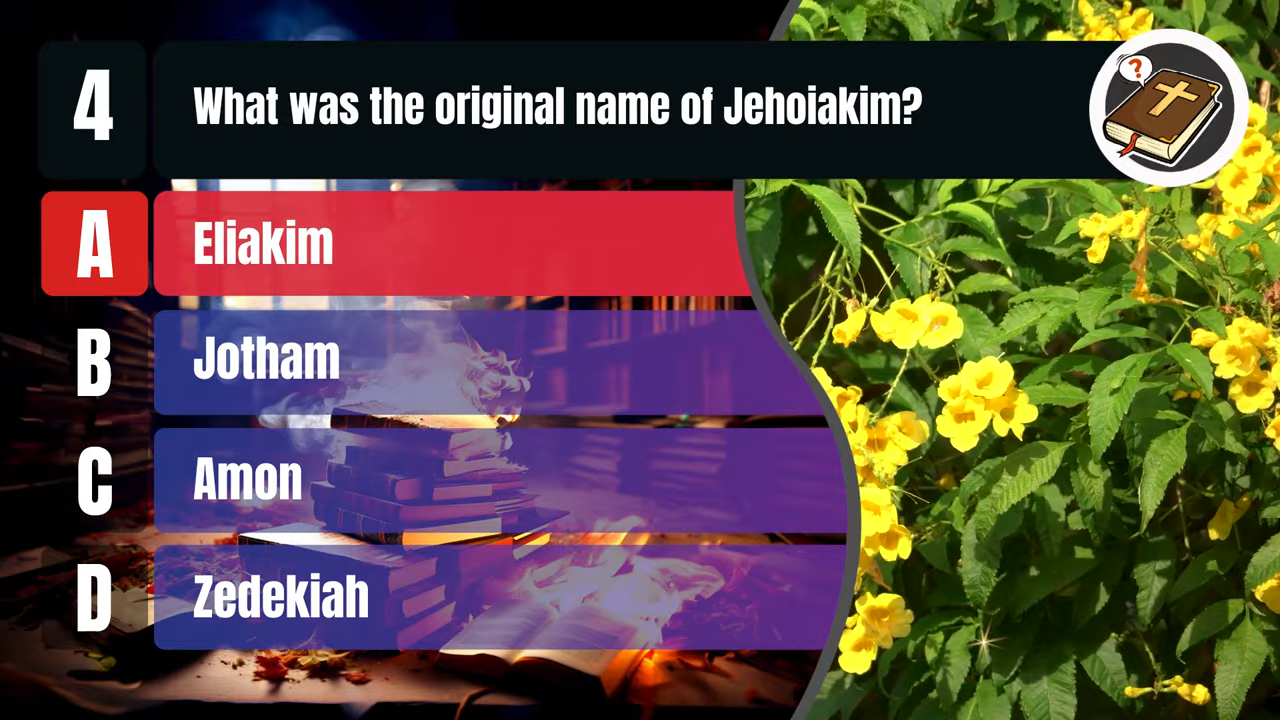 4
What was the original name of Jehoiakim?
?
A
Eliakim
B
Jotham
C
Amon
D
Zedekiah